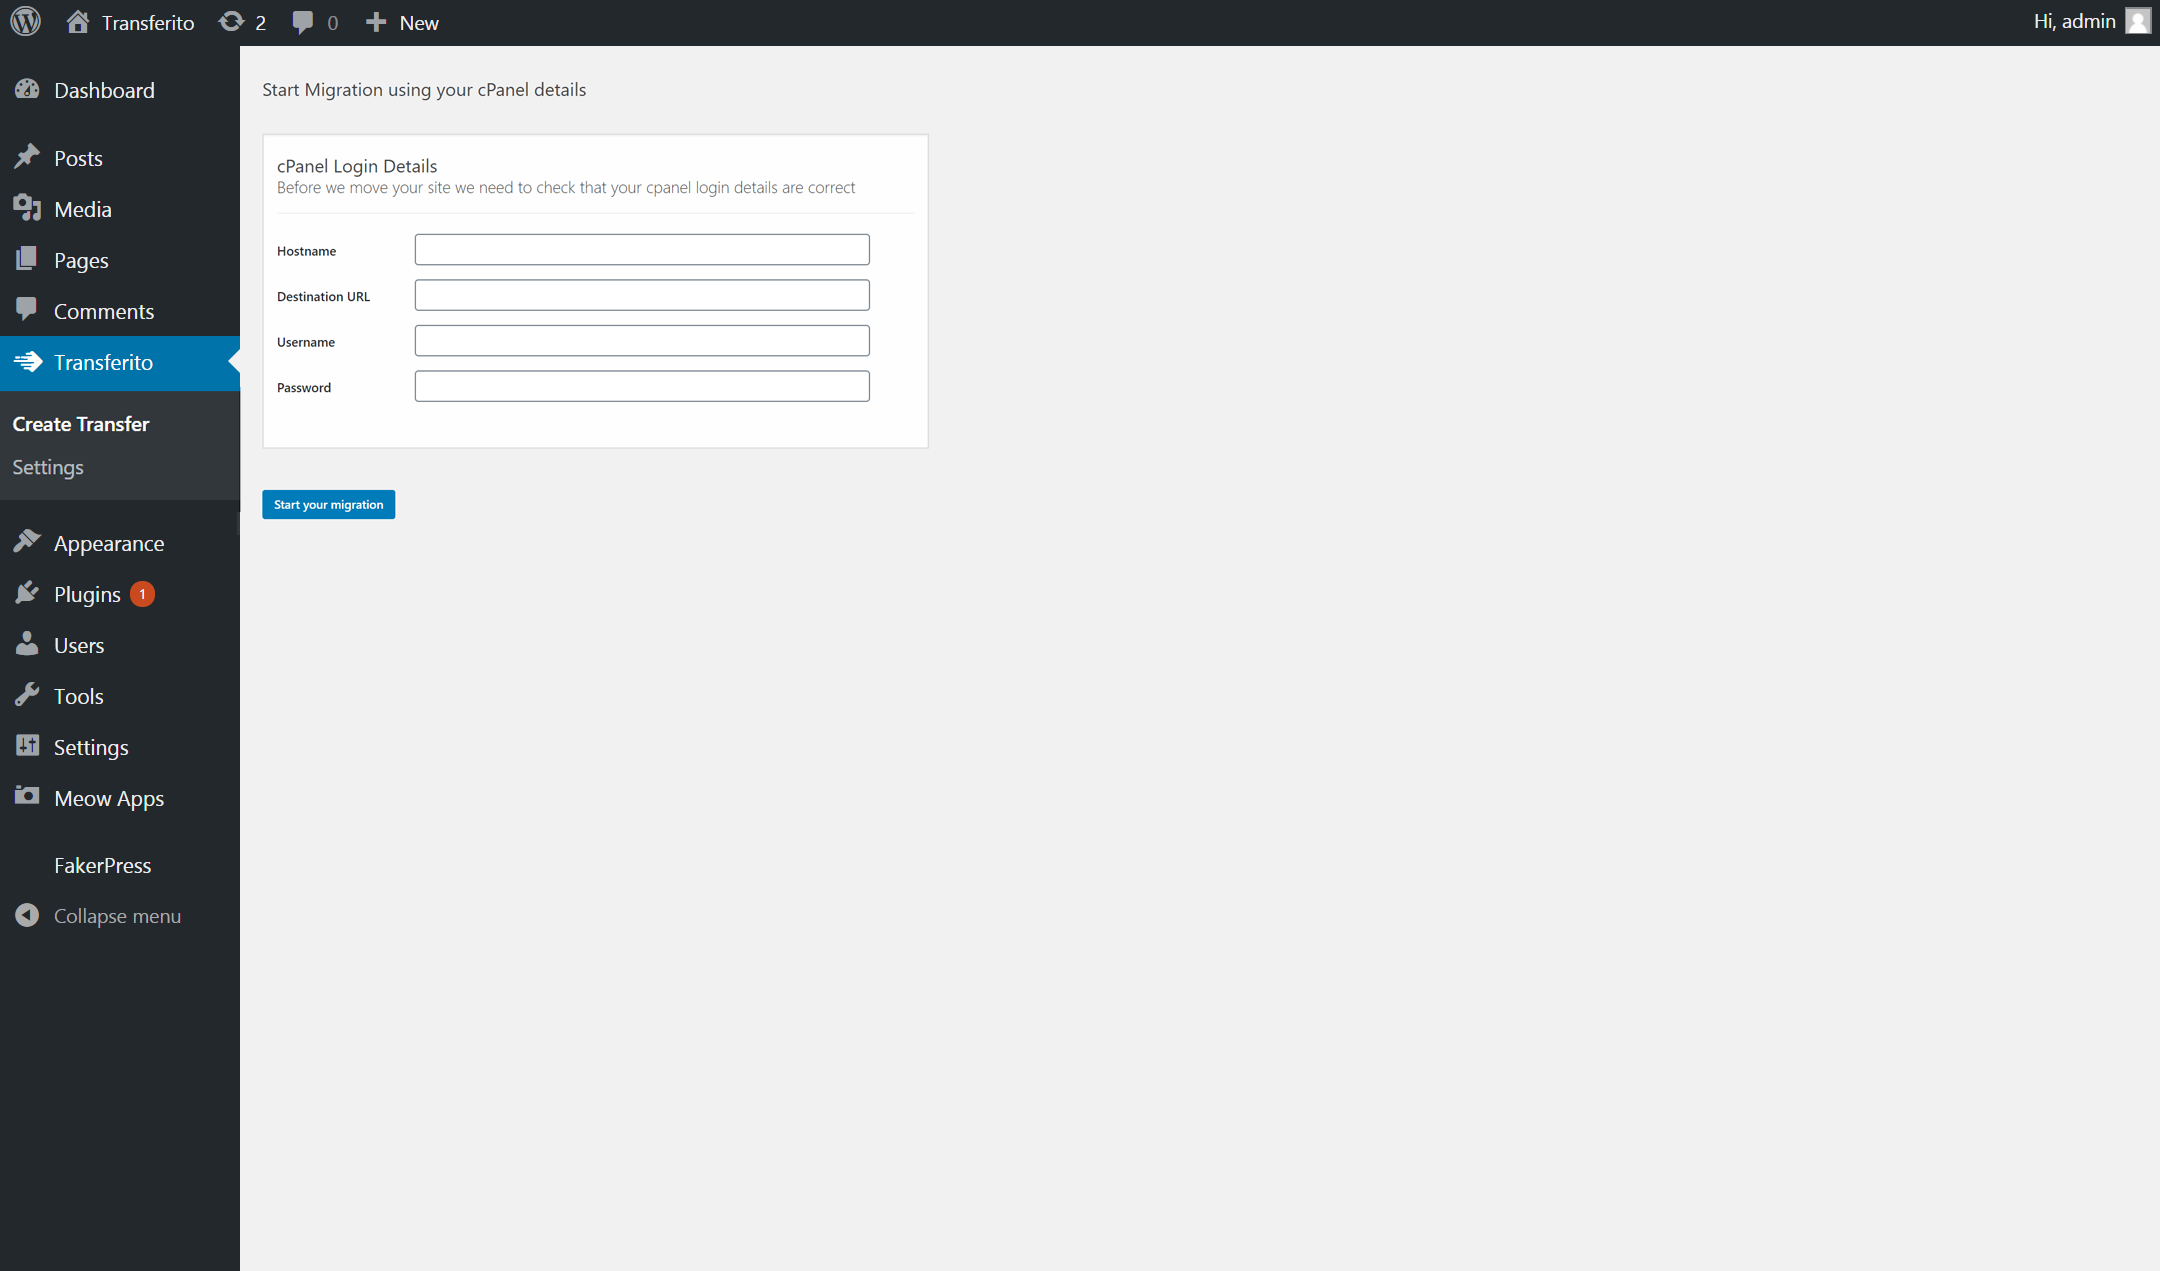 Transferito 2 0 New Hi, admin
Dashboard
Posts
Media
Pages
Comments
Transferito
Create Transfer
Settings
Appearance
Plugins 1
Users
Tools
Settings
Meow Apps
FakerPress
Collapse menu
Start Migration using your cPanel details
cPanel Login Details
Before we move your site we need to check that your cpanel login details are correct
Hostname
Destination URL
Username
Password
Start your migration